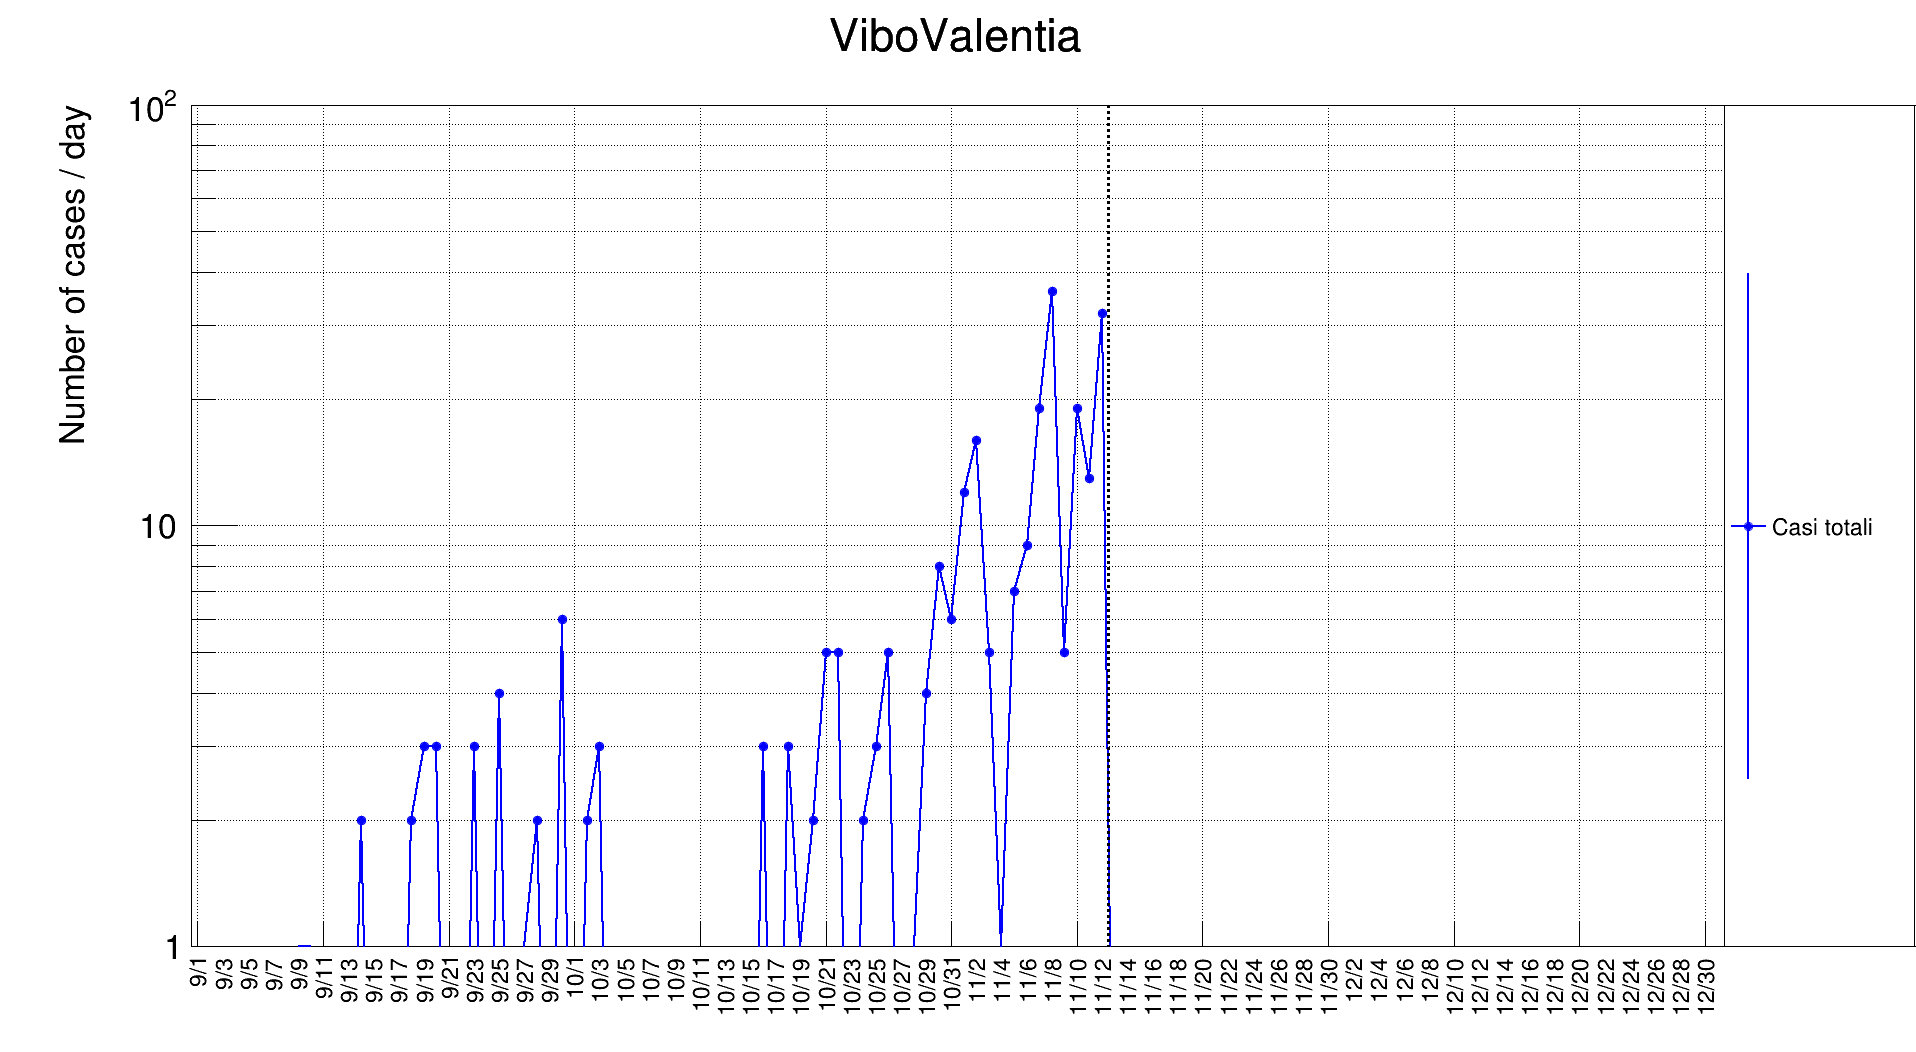 ViboValentia
Number of cases / day
10²
10
1
9/1 9/3 9/5 9/7 9/9 9/11 9/13 9/15 9/17 9/19 9/21 9/23 9/25 9/27 9/29 10/1 10/3 10/5 10/7 10/9 10/11 10/13 10/15 10/17 10/19 10/21 10/23 10/25 10/27 10/29 10/31 11/2 11/4 11/6 11/8 11/10 11/12 11/14 11/16 11/18 11/20 11/22 11/24 11/26 11/28 11/30 12/2 12/4 12/6 12/8 12/10 12/12 12/14 12/16 12/18 12/20 12/22 12/24 12/26 12/28 12/30
Casi totali